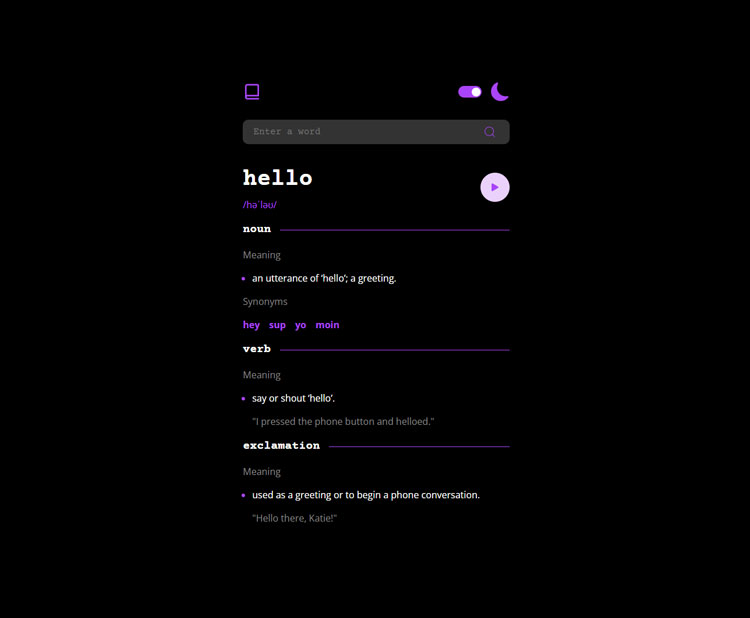 Enter a word
hello
/həˈləʊ/
noun
Meaning
an utterance of ‘hello’; a greeting.
Synonyms
hey sup yo moin
verb
Meaning
say or shout ‘hello’.
"I pressed the phone button and helloed."
exclamation
Meaning
used as a greeting or to begin a phone conversation.
"Hello there, Katie!"